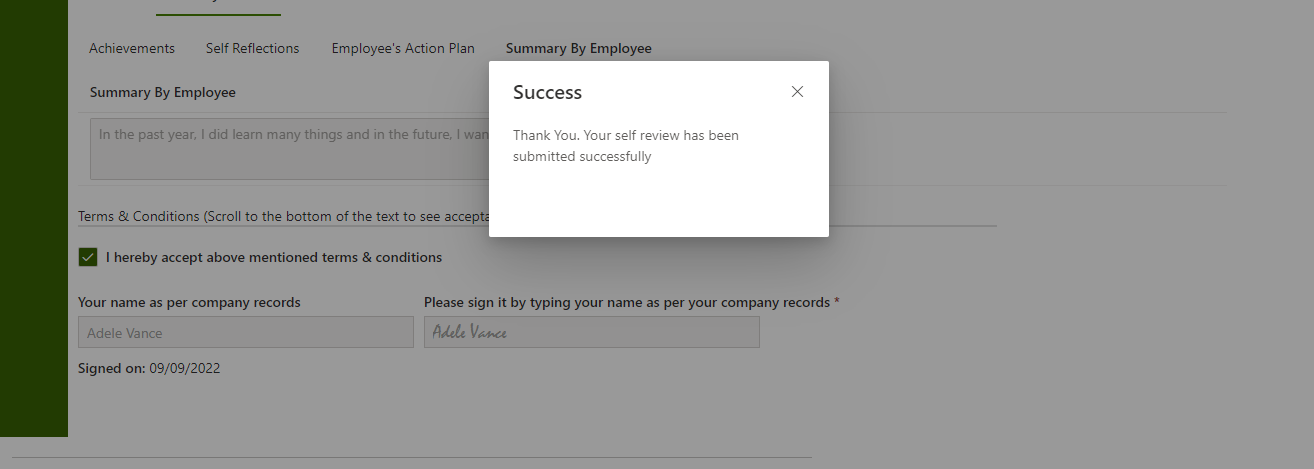 Achievements Self Reflections Employee's Action Plan Summary By Employee
Success
Summary By Employee
Thank You. Your self review has been
submitted successfully
In the past year, I did learn many things and in the future, I
Terms & Conditions (Scroll to the bottom of the text to see
I hereby accept above mentioned terms & conditions
Your name as per company records
Please sign it by typing your name as per your company records *
Adele Vance
Adele Vance
Signed on: 09/09/2022